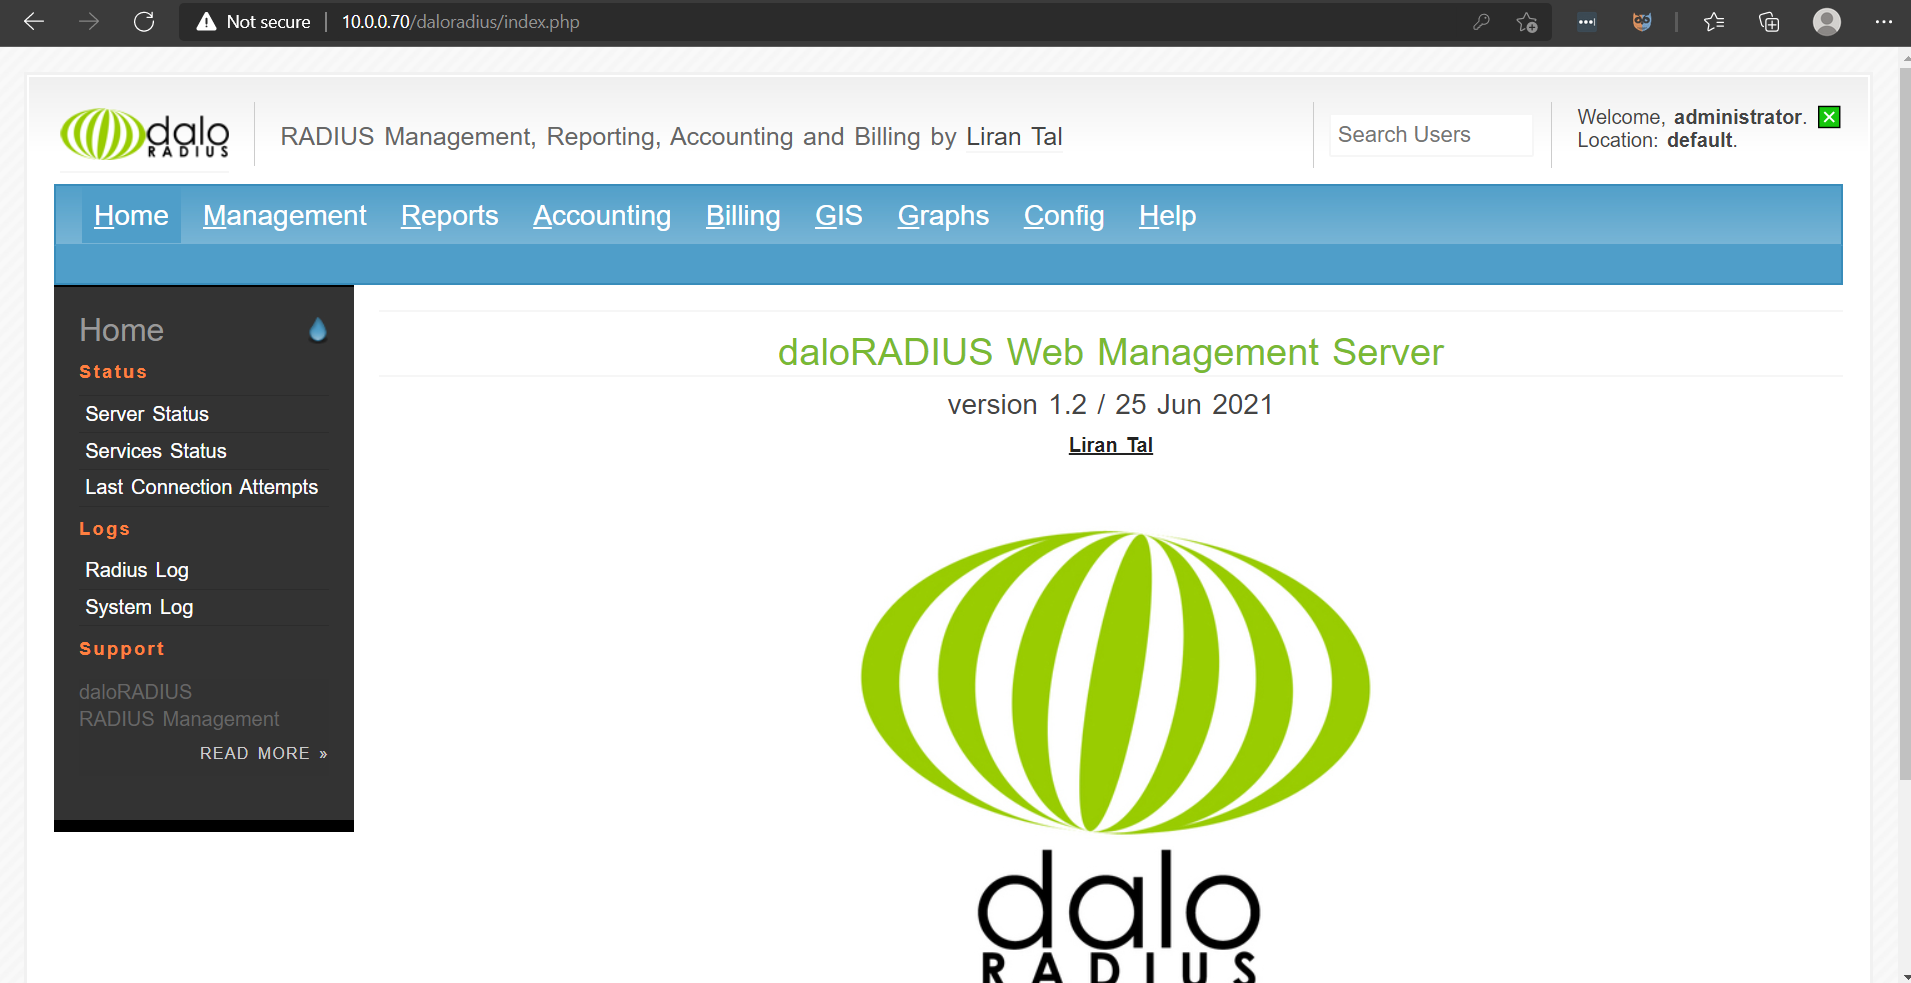 Not secure
10.0.0.70/daloradius/index.php
dalo
RADIUS
RADIUS Management, Reporting, Accounting and Billing by Liran Tal
Search Users
Welcome, administrator.
Location: default.
Home Management Reports Accounting Billing GIS Graphs Config Help
Home
Status
Server Status
Services Status
Last Connection Attempts
Logs
Radius Log
System Log
Support
daloRADIUS
RADIUS Management
READ MORE »
daloRADIUS Web Management Server
version 1.2 / 25 Jun 2021
Liran Tal
dalo
RADIUS